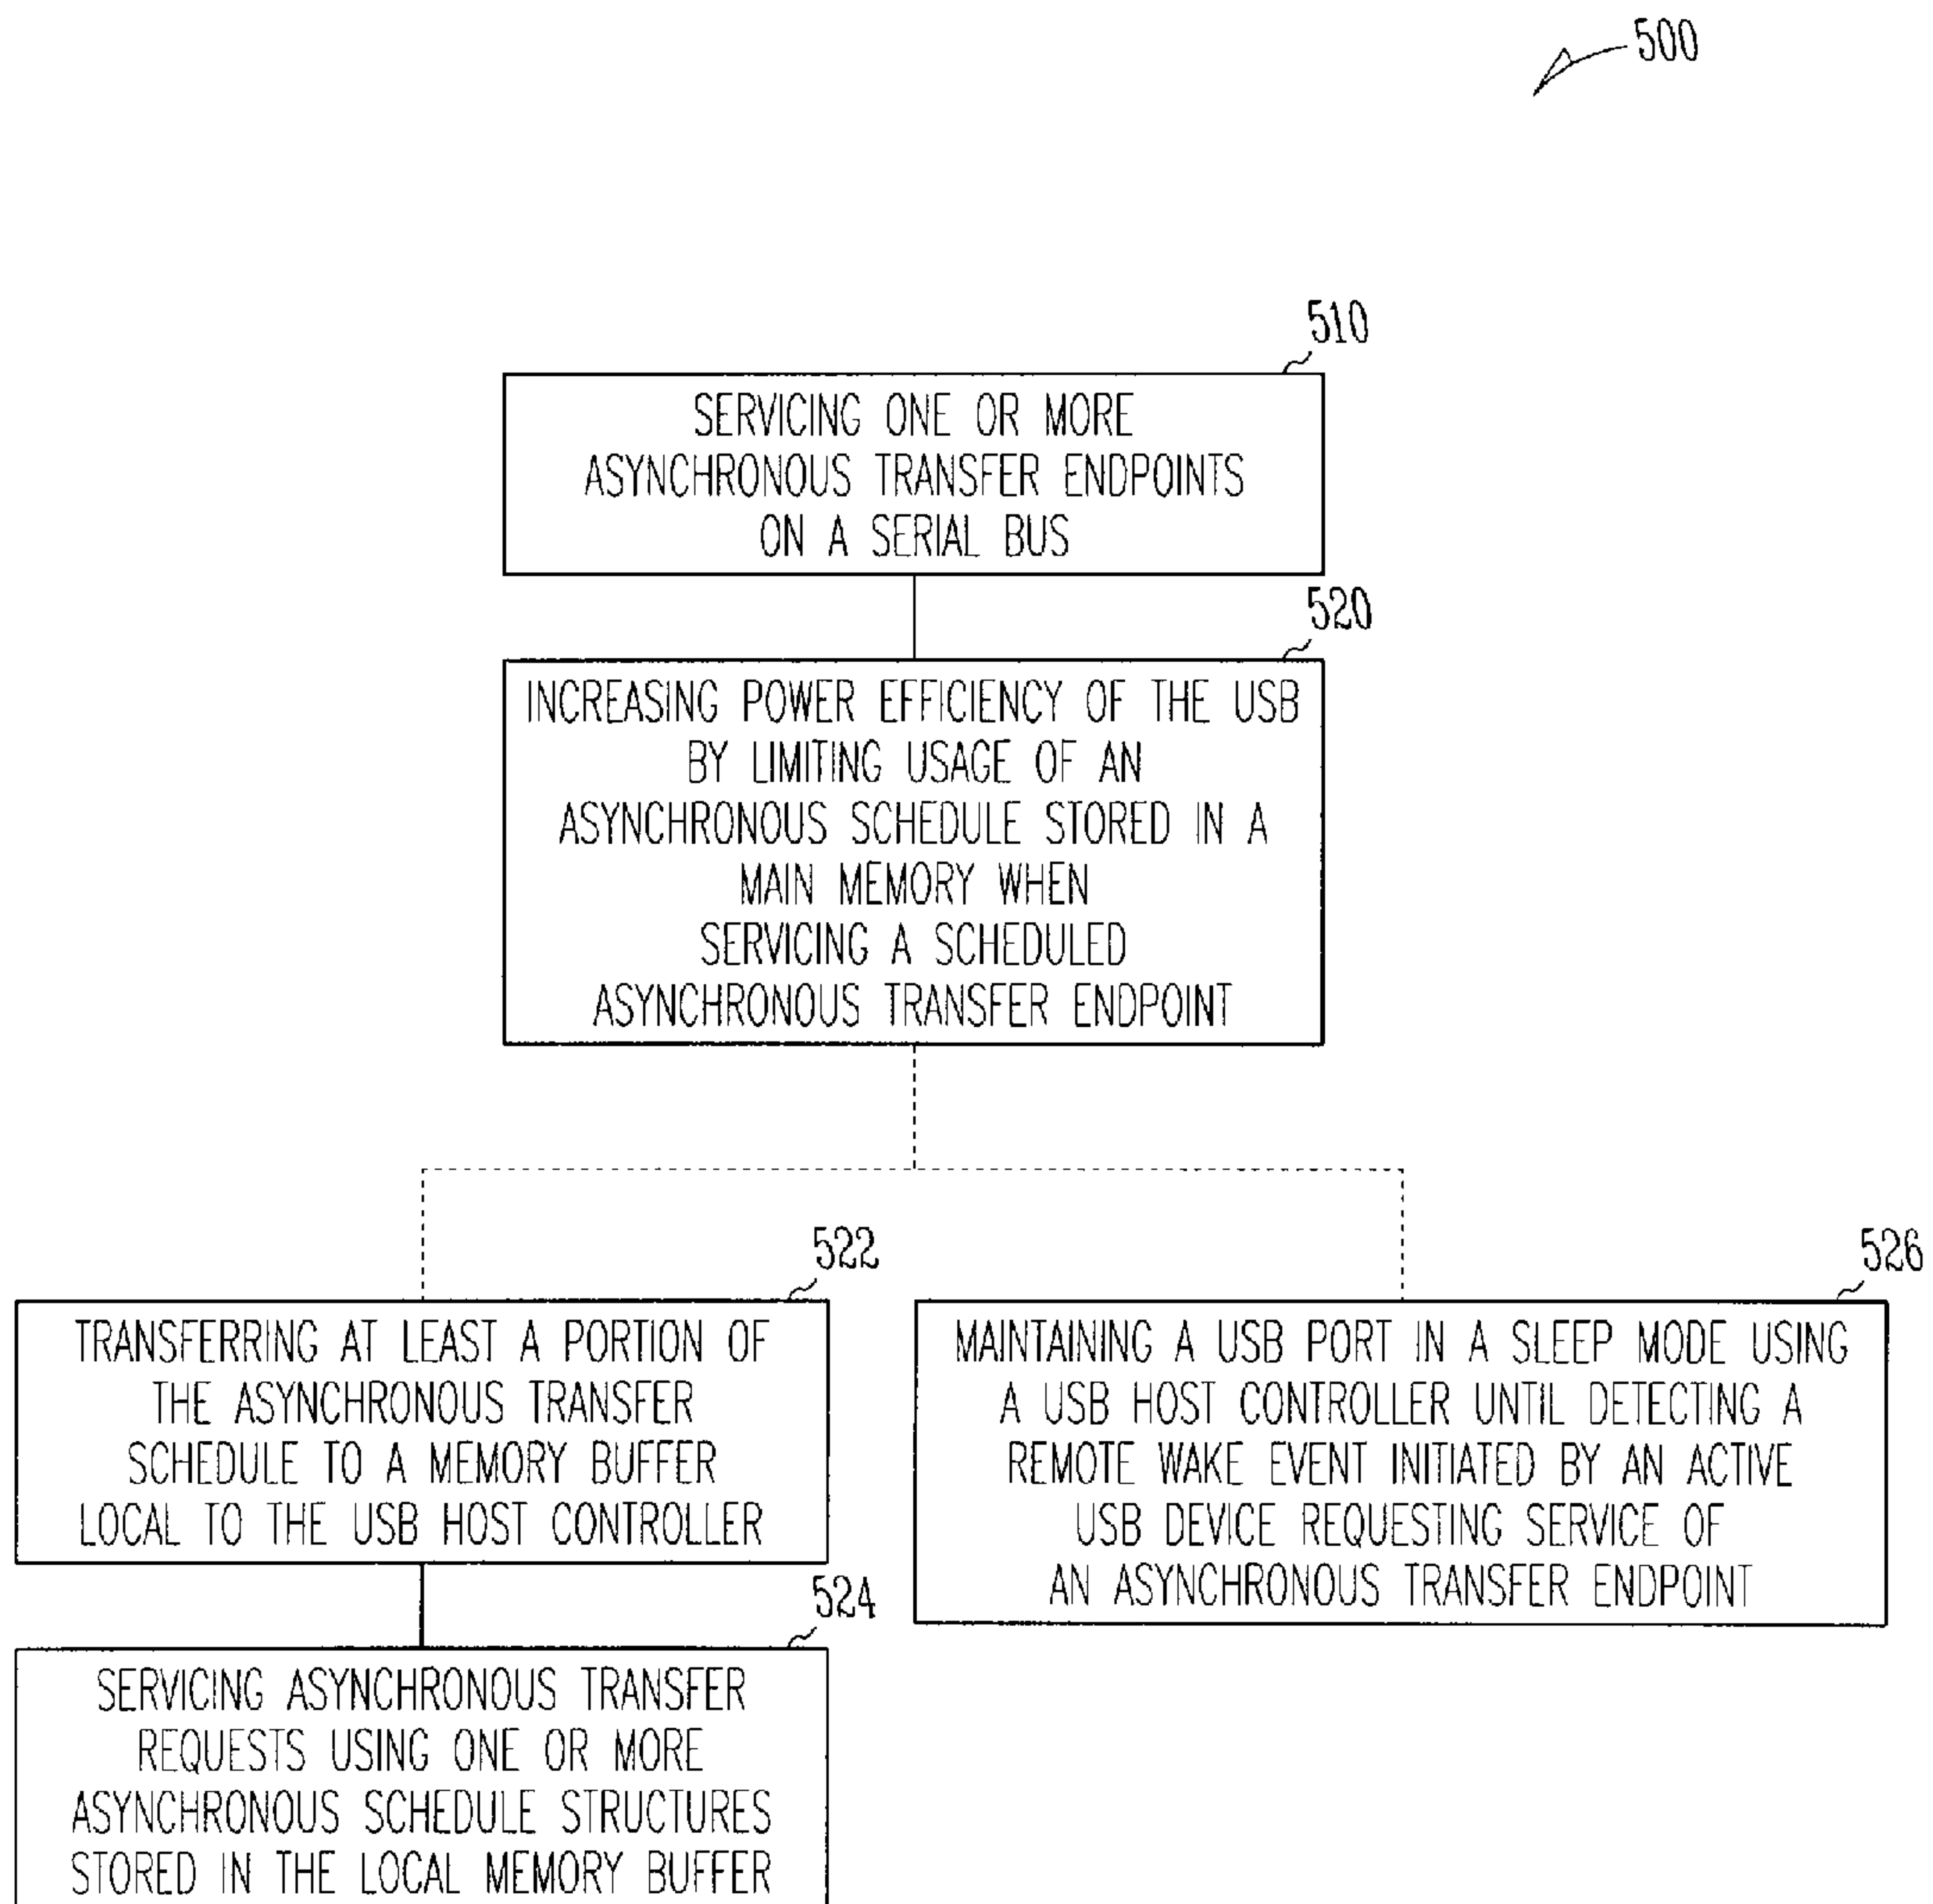 500
510
SERVICING ONE OR MORE
ASYNCHRONOUS TRANSFER ENDPOINTS
ON A SERIAL BUS
520
INCREASING POWER EFFICIENCY OF THE USB
BY LIMITING USAGE OF AN
ASYNCHRONOUS SCHEDULE STORED IN A
MAIN MEMORY WHEN
SERVICING A SCHEDULED
ASYNCHRONOUS TRANSFER ENDPOINT
522
TRANSFERRING AT LEAST A PORTION OF
THE ASYNCHRONOUS TRANSFER
SCHEDULE TO A MEMORY BUFFER
LOCAL TO THE USB HOST CONTROLLER
524
SERVICING ASYNCHRONOUS TRANSFER
REQUESTS USING ONE OR MORE
ASYNCHRONOUS SCHEDULE STRUCTURES
STORED IN THE LOCAL MEMORY BUFFER
526
MAINTAINING A USB PORT IN A SLEEP MODE USING
A USB HOST CONTROLLER UNTIL DETECTING A
REMOTE WAKE EVENT INITIATED BY AN ACTIVE
USB DEVICE REQUESTING SERVICE OF
AN ASYNCHRONOUS TRANSFER ENDPOINT